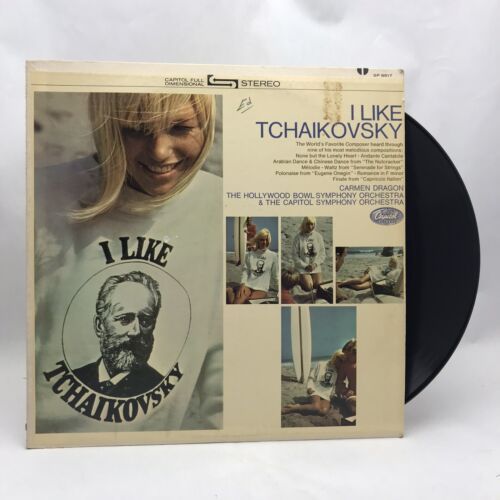 CAPITOL FULL
DIMENSIONAL
STEREO
SP 8617
Ed
I LIKE
TCHAIKOVSKY
The World's Favorite Composer heard through
nine of his most melodious compositions:
None but the Lonely Heart · Andante Cantabile
Arabian Dance & Chinese Dance from "The Nutcracker"
Mélodie · Waltz from "Serenade for Strings"
Polonaise from "Eugene Onegin" · Romance in F minor
Finale from "Capriccio Italien"
CARMEN DRAGON
THE HOLLYWOOD BOWL SYMPHONY ORCHESTRA
& THE CAPITOL SYMPHONY ORCHESTRA
Capitol
I LIKE
TCHAIKOVSKY